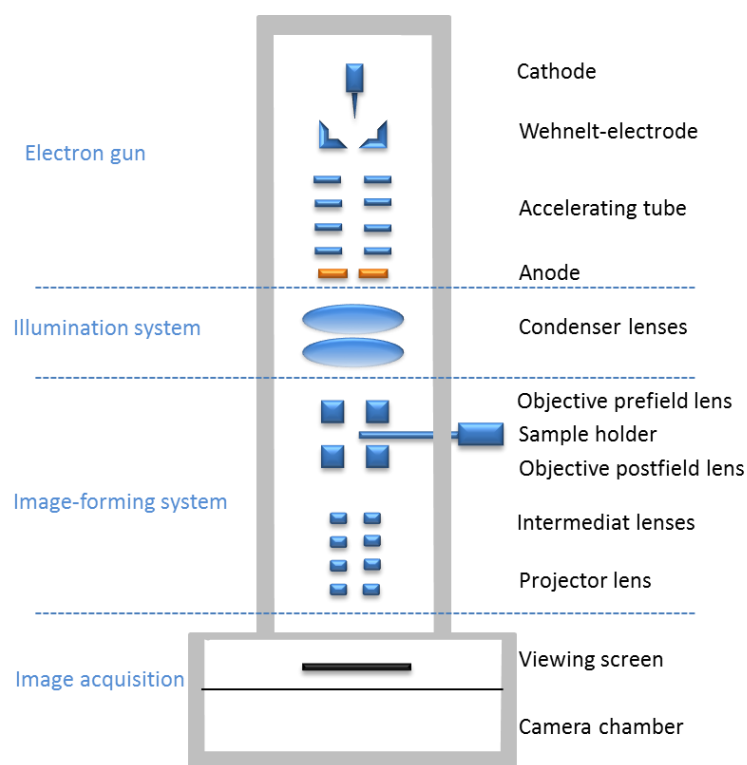 Cathode
Wehnelt-electrode
Electron gun
Accelerating tube
Anode
Illumination system
Condenser lenses
Objective prefield lens
Sample holder
Objective postfield lens
Image-forming system
Intermediat lenses
Projector lens
Viewing screen
Image acquisition
Camera chamber